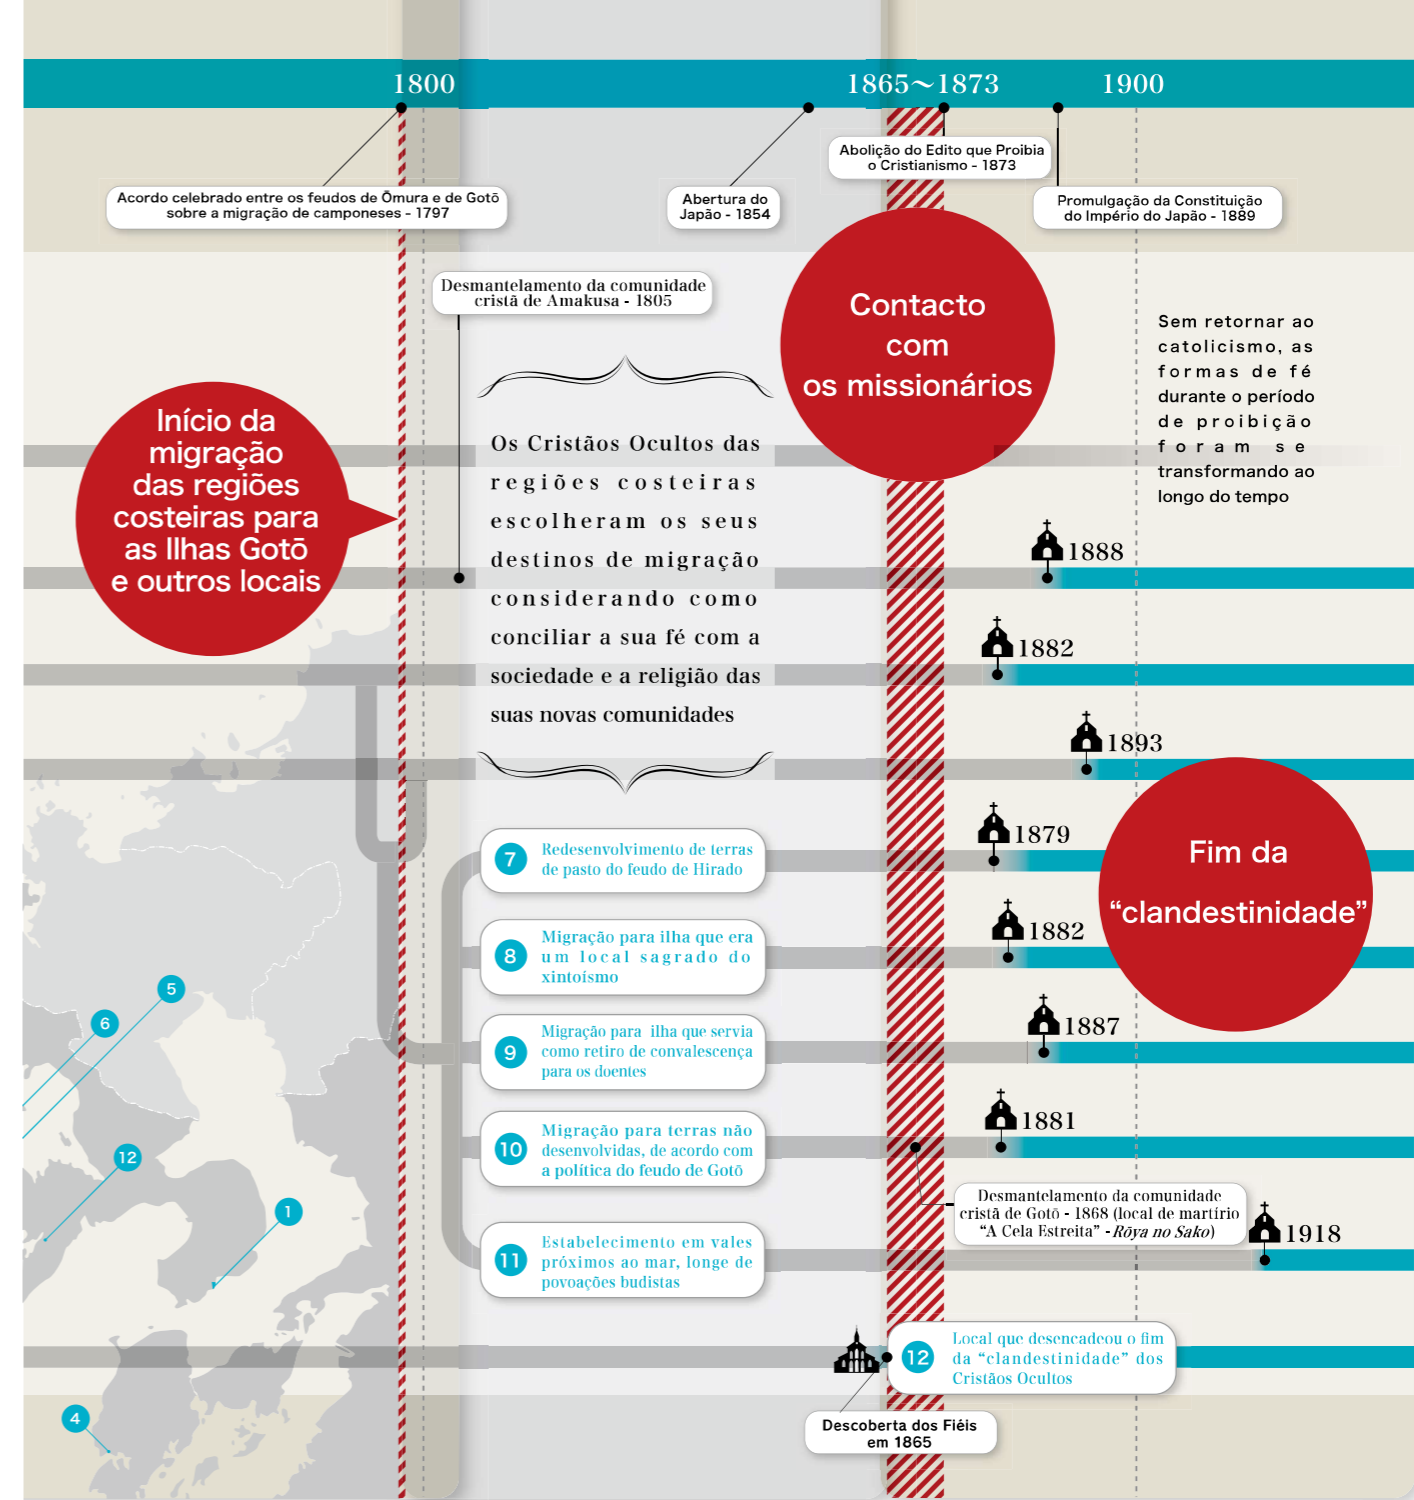 1800
1865～1873
1900
Abolição do Edito que Proibia
o Cristianismo - 1873
Acordo celebrado entre os feudos de Ōmura e de Gotō
sobre a migração de camponeses - 1797
Abertura do
Japão - 1854
Promulgação da Constituição
do Império do Japão - 1889
Desmantelamento da comunidade
cristã de Amakusa - 1805
Contacto
com
os missionários
Sem retornar ao
catolicismo, as
formas de fé
durante o período
de proibição
foram se
transformando ao
longo do tempo
Início da
migração
das regiões
costeiras para
as Ilhas Gotō
e outros locais
Os Cristãos Ocultos das
regiões costeiras
escolheram os seus
destinos de migração
considerando como
conciliar a sua fé com a
sociedade e a religião das
suas novas comunidades
1888
1882
1893
1879
1882
1887
1881
1918
Fim da
“clandestinidade”
7
Redesenvolvimento de terras
de pasto do feudo de Hirado
8
Migração para ilha que era
um local sagrado do
xintoísmo
9
Migração para ilha que servia
como retiro de convalescença
para os doentes
10
Migração para terras não
desenvolvidas, de acordo com
a política do feudo de Gotō
11
Estabelecimento em vales
próximos ao mar, longe de
povoações budistas
Desmantelamento da comunidade
cristã de Gotō - 1868 (local de martírio
“A Cela Estreita” - Rōya no Sako)
12
Local que desencadeou o fim
da “clandestinidade” dos
Cristãos Ocultos
Descoberta dos Fiéis
em 1865
5
6
12
1
4